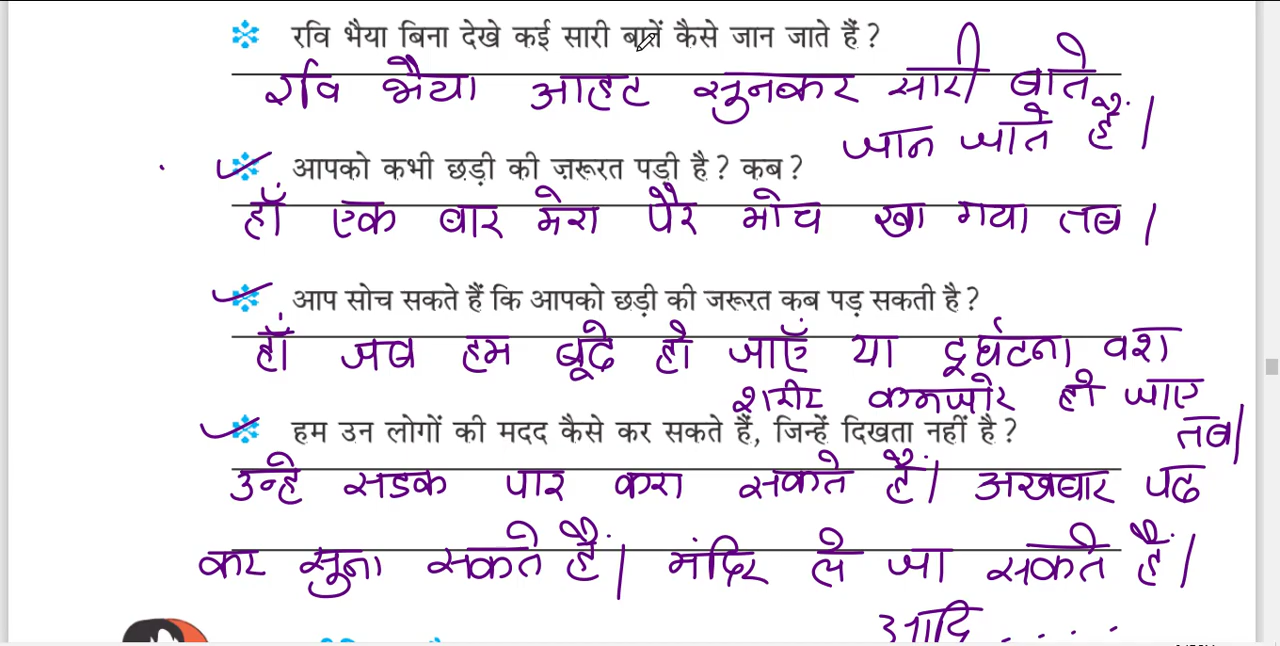 रवि भैया बिना देखे कई सारी बातें कैसे जान जाते हैं?
रवि भैया आहट सुनकर सारी बाते
जान जाते हैं।
आपको कभी छड़ी की ज़रूरत पड़ी है? कब?
हाँ एक बार मेरा पैर मोच खा गया तब।
आप सोच सकते हैं कि आपको छड़ी की जरूरत कब पड़ सकती है?
हाँ जब हम बूढे हो जाएँ या दूर्घटना वश
शरीर कमजोर हो जाए
तब।
हम उन लोगों की मदद कैसे कर सकते हैं, जिन्हें दिखता नहीं है?
उन्हे सडक पार करा सकते हैं। अखबार पढ
कर सुना सकते हैं। मंदिर ले जा सकते हैं।
आदि......